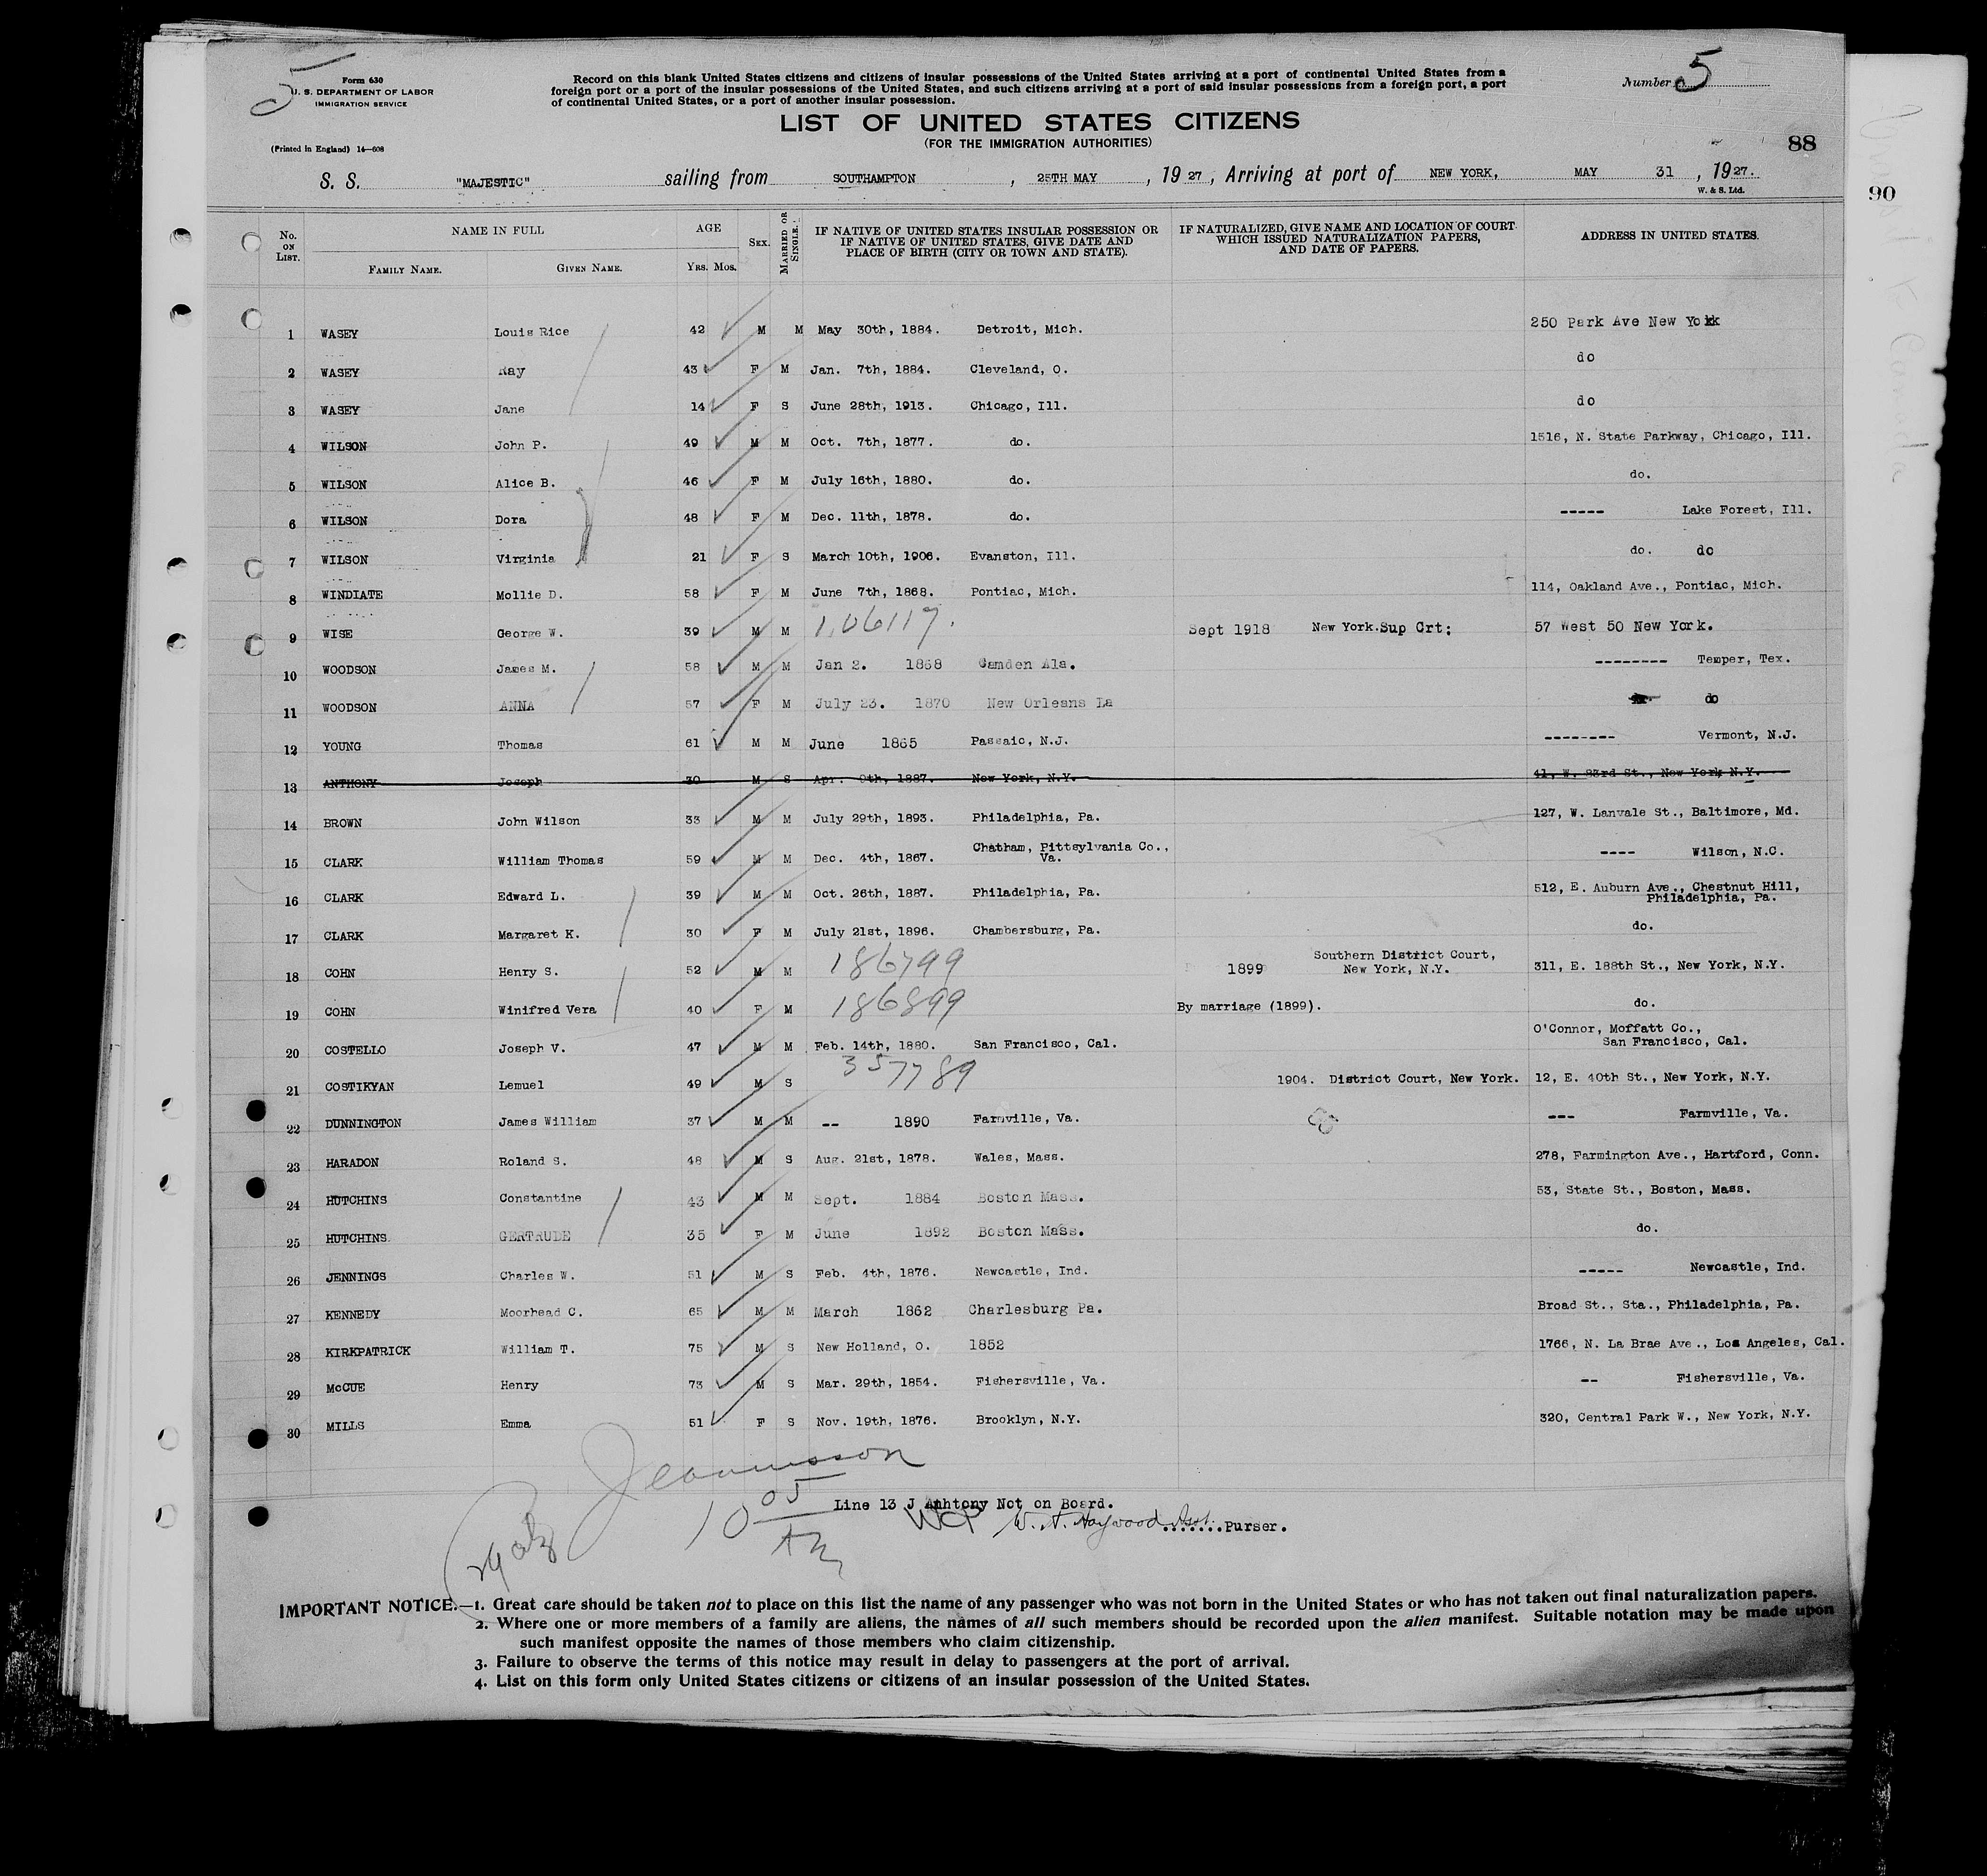 5
Form 630
U. S. DEPARTMENT OF LABOR
IMMIGRATION SERVICE
(Printed in England) 14—608
Record on this blank United States citizens and citizens of insular possessions of the United States arriving at a port of continental United States from a
foreign port or a port of the insular possessions of the United States, and such citizens arriving at a port of said insular possessions from a foreign port, a port
of continental United States, or a port of another insular possession.
Number 5
LIST OF UNITED STATES CITIZENS
(FOR THE IMMIGRATION AUTHORITIES)
88
90
S. S. "MAJESTIC" sailing from SOUTHAMPTON, 25TH MAY, 1927, Arriving at port of NEW YORK, MAY 31, 1927.
W. & S. Ltd.
No. ON LIST. NAME IN FULL AGE SEX. MARRIED OR SINGLE. IF NATIVE OF UNITED STATES INSULAR POSSESSION OR IF NATIVE OF UNITED STATES, GIVE DATE AND PLACE OF BIRTH (CITY OR TOWN AND STATE). IF NATURALIZED, GIVE NAME AND LOCATION OF COURT WHICH ISSUED NATURALIZATION PAPERS, AND DATE OF PAPERS. ADDRESS IN UNITED STATES.
FAMILY NAME. GIVEN NAME. YRS. MOS.
1 WASEY Louis Rice 42 M M May 30th, 1884. Detroit, Mich. 250 Park Ave New York
2 WASEY Ray 43 F M Jan. 7th, 1884. Cleveland, O. do
3 WASEY Jane 14 F S June 28th, 1913. Chicago, Ill. do
4 WILSON John P. 49 M M Oct. 7th, 1877. do. 1516, N. State Parkway, Chicago, Ill.
5 WILSON Alice B. 46 F M July 16th, 1880. do. do.
6 WILSON Dora 48 F M Dec. 11th, 1878. do. ----- Lake Forest, Ill.
7 WILSON Virginia 21 F S March 10th, 1906. Evanston, Ill. do. do
8 WINDIATE Mollie D. 58 F M June 7th, 1868. Pontiac, Mich. 114, Oakland Ave., Pontiac, Mich.
9 WISE George W. 39 M M 1,06117. Sept 1918 New York.Sup Crt: 57 West 50 New York.
10 WOODSON James M. 58 M M Jan 2. 1868 Camden Ala. -------- Temper, Tex.
11 WOODSON ANNA 57 F M July 23. 1870 New Orleans La do
12 YOUNG Thomas 61 M M June 1865 Passaic, N.J. -------- Vermont, N.J.
13 ANTHONY Joseph 30 M S Apr. 9th, 1887. New York, N.Y. 41, W. 83rd St., New York N.Y.
14 BROWN John Wilson 33 M M July 29th, 1893. Philadelphia, Pa. 127, W. Lanvale St., Baltimore, Md.
15 CLARK William Thomas 59 M M Dec. 4th, 1867. Chatham, Pittsylvania Co., Va. ---- Wilson, N.C.
16 CLARK Edward L. 39 M M Oct. 26th, 1887. Philadelphia, Pa. 512, E. Auburn Ave., Chestnut Hill, Philadelphia, Pa.
17 CLARK Margaret K. 30 F M July 21st, 1896. Chambersburg, Pa. do.
18 COHN Henry S. 52 M M 186799 1899 Southern District Court, New York, N.Y. 311, E. 188th St., New York, N.Y.
19 COHN Winifred Vera 40 F M 186899 By marriage (1899). do.
20 COSTELLO Joseph V. 47 M M Feb. 14th, 1880. San Francisco, Cal. O'Connor, Moffatt Co., San Francisco, Cal.
21 COSTIKYAN Lemuel 49 M S 357789 1904. District Court, New York. 12, E. 40th St., New York, N.Y.
22 DUNNINGTON James William 37 M M -- 1890 Farmville, Va. --- Farmville, Va.
23 HARADON Roland S. 48 M S Aug. 21st, 1878. Wales, Mass. 278, Farmington Ave., Hartford, Conn.
24 HUTCHINS Constantine 43 M M Sept. 1884 Boston Mass. 53, State St., Boston, Mass.
25 HUTCHINS GERTRUDE 35 F M June 1892 Boston Mass. do.
26 JENNINGS Charles W. 51 M S Feb. 4th, 1876. Newcastle, Ind. ----- Newcastle, Ind.
27 KENNEDY Moorhead C. 65 M M March 1862 Charlesburg Pa. Broad St., Sta., Philadelphia, Pa.
28 KIRKPATRICK William T. 75 M S New Holland, O. 1852 1766, N. La Brae Ave., Los Angeles, Cal.
29 McCUE Henry 73 M S Mar. 29th, 1854. Fishersville, Va. -- Fishersville, Va.
30 MILLS Emma 51 F S Nov. 19th, 1876. Brooklyn, N.Y. 320, Central Park W., New York, N.Y.
10 05
Line 13 J Anhtony Not on Board.
W. A. Haywood Asst.......Purser.
IMPORTANT NOTICE.—1. Great care should be taken not to place on this list the name of any passenger who was not born in the United States or who has not taken out final naturalization papers.
2. Where one or more members of a family are aliens, the names of all such members should be recorded upon the alien manifest. Suitable notation may be made upon
such manifest opposite the names of those members who claim citizenship.
3. Failure to observe the terms of this notice may result in delay to passengers at the port of arrival.
4. List on this form only United States citizens or citizens of an insular possession of the United States.